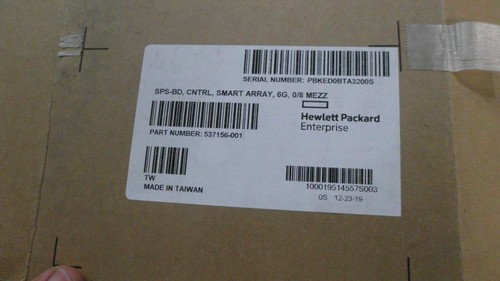 SERIAL NUMBER: PBKED0BTA3200S
SPS-BD, CNTRL, SMART ARRAY, 6G, 0/8 MEZZ
Hewlett Packard
Enterprise
PART NUMBER: 537156-001
TW
MADE IN TAIWAN
100019514557S003
0S 12-23-19